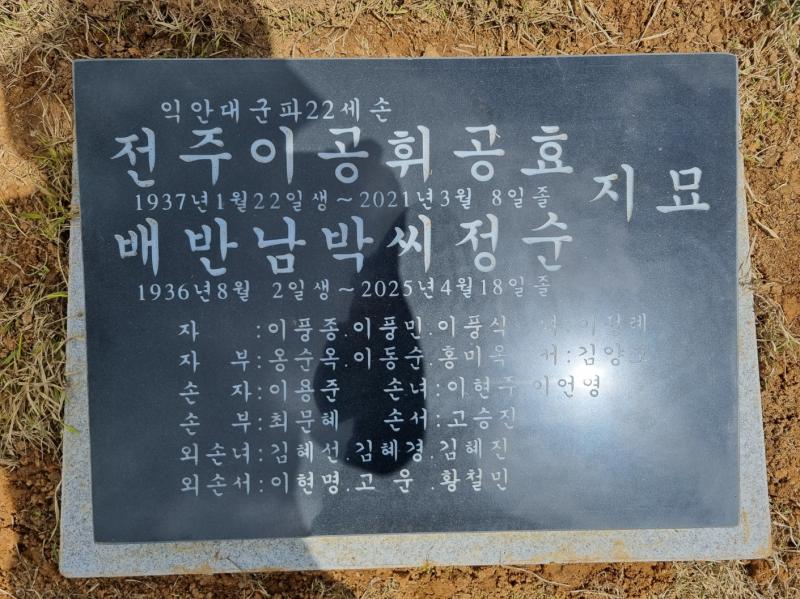 익안대군파22세손
전주이공휘공효
1937년1월22일생~2021년3월 8일졸
지묘
배반남박씨정순
1936년8월 2일생~2025년4월18일졸
자 :이풍종.이풍민.이풍식
자 부:옹순옥.이동순.홍미옥 서:
손 자:이용준 손녀:이현주 이언영
손 부:최문혜 손서:고승진
외손녀:김혜선.김혜경.김혜진
외손서:이현명.고 운 .황철민